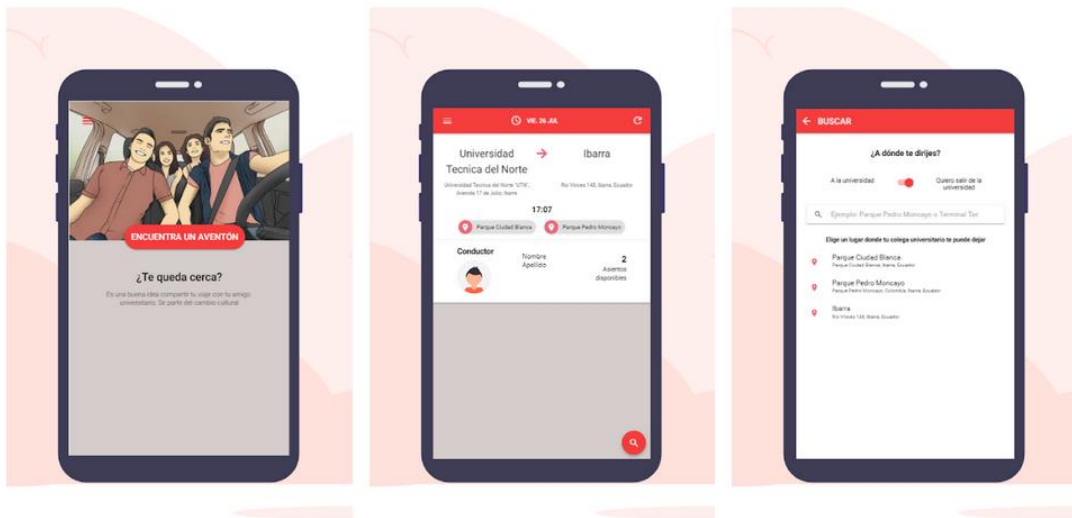 ENCUENTRA UN AVENTÓN
¿Te queda cerca?
Es una buena idea compartir tu viaje con tu amigo
universitario. Se parte del cambio cultural
VIE. 26 JUL
Universidad
Tecnica del Norte
Ibarra
Universidad Tecnica del Norte "UTN",
Avenida 17 de Julio, Ibarra
Rio Vinces 148, Ibarra, Ecuador
17:07
Parque Ciudad Blanca
Parque Pedro Moncayo
Conductor
Nombre
Apellido
2
Asientos
disponibles
BUSCAR
¿A dónde te dirijes?
A la universidad
Quiero salir de la
universidad
Ejemplo: Parque Pedro Moncayo o Terminal Ter
Elige un lugar donde tu colega universitario te puede dejar
Parque Ciudad Blanca
Parque Ciudad Blanca, Ibarra, Ecuador
Parque Pedro Moncayo
Parque Pedro Moncayo, Colombia, Ibarra, Ecuador
Ibarra
Rio Vinces 148, Ibarra, Ecuador